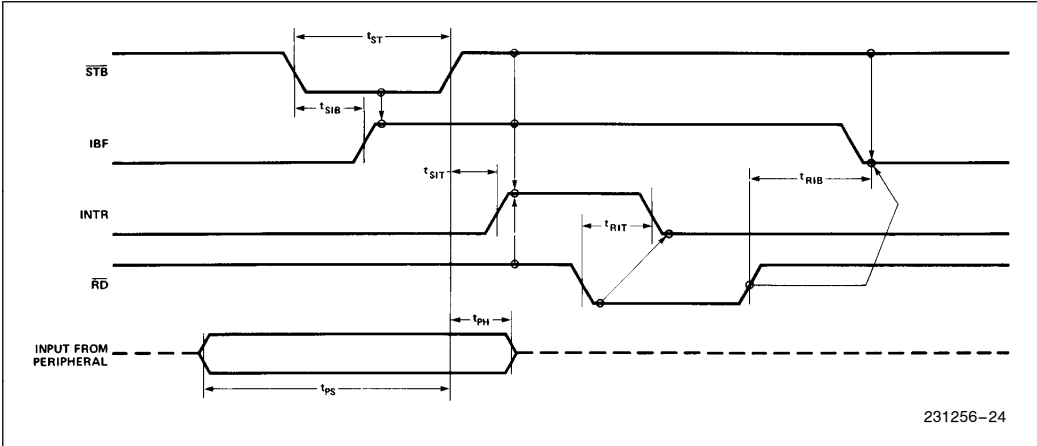 tST
STB
tSIB
IBF
tSIT
tRIB
INTR
tRIT
RD
tPH
INPUT FROM
PERIPHERAL
tPS
231256–24